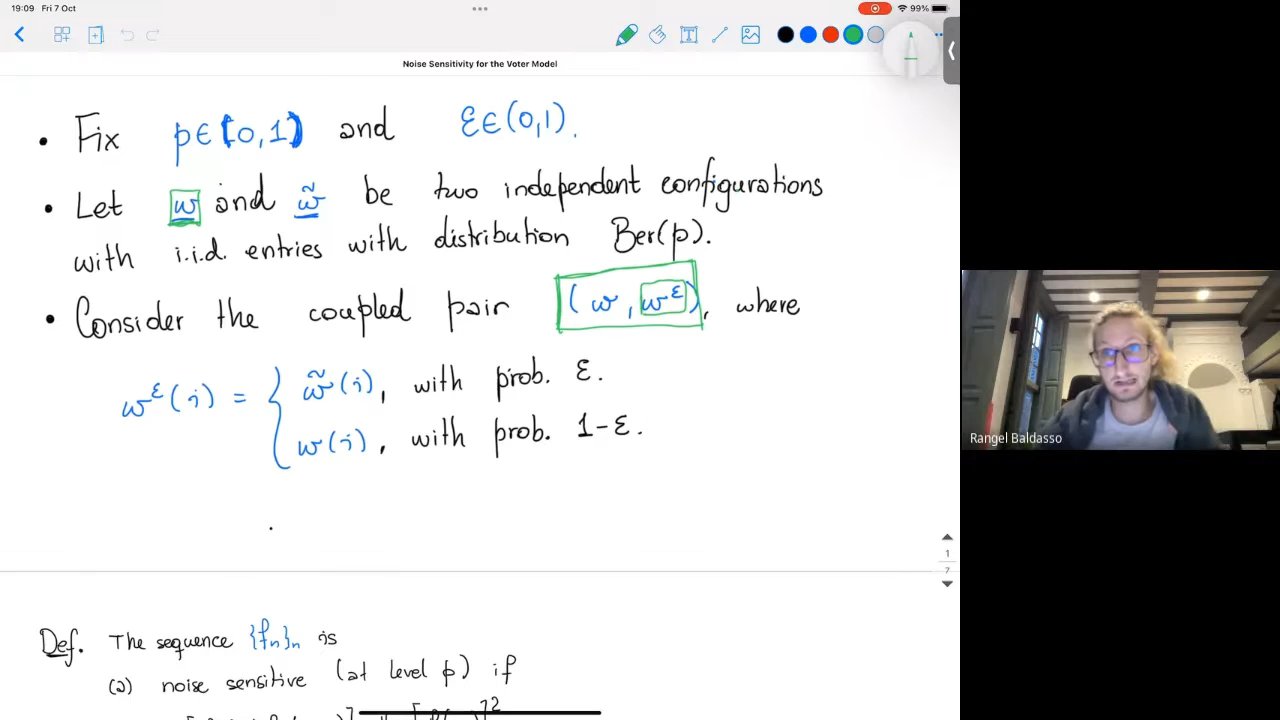 19:09 Fri 7 Oct
99%
Noise Sensitivity for the Voter Model
• Fix p∈(0,1) and ε∈(0,1).
• Let w and w̃ be two independent configurations
with i.i.d. entries with distribution Ber(p).
• Consider the coupled pair (w, w^ε), where
w^ε(i) = { w̃(i), with prob. ε.
w(i), with prob. 1-ε.
1
7
Def. The sequence {fₙ}ₙ is
(a) noise sensitive (at level p) if
Rangel Baldasso